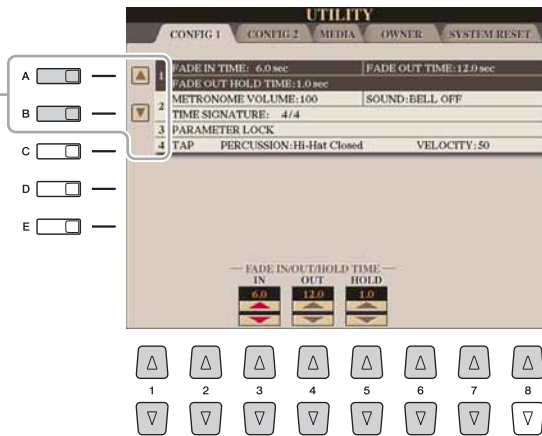 UTILITY
CONFIG 1 CONFIG 2 MEDIA OWNER SYSTEM RESET
A
B
C
D
E
1 FADE IN TIME: 6.0 sec FADE OUT TIME:12.0 sec
FADE OUT HOLD TIME:1.0 sec
2 METRONOME VOLUME:100 SOUND:BELL OFF
TIME SIGNATURE: 4/4
3 PARAMETER LOCK
4 TAP PERCUSSION:Hi-Hat Closed VELOCITY:50
FADE IN/OUT/HOLD TIME
IN OUT HOLD
6.0 12.0 1.0
1 2 3 4 5 6 7 8